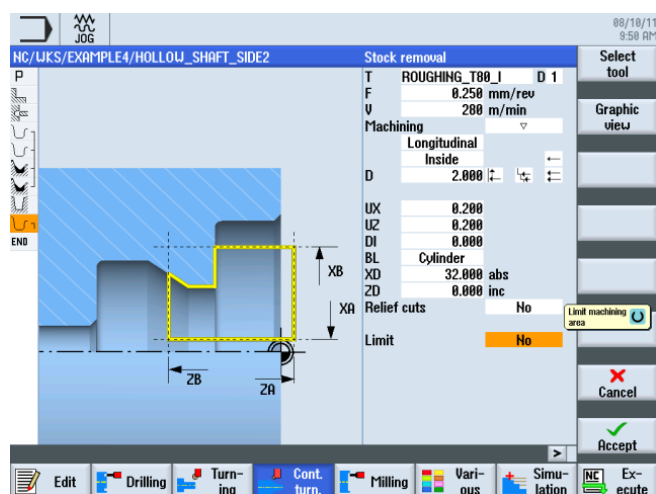 JOG
08/10/11
9:50 AM
NC/WKS/EXAMPLE4/HOLLOW_SHAFT_SIDE2
Stock removal
Select
tool
P
T ROUGHING_T80_I D 1
F 0.250 mm/rev
V 280 m/min
Graphic
view
Machining ▽
Longitudinal
Inside ←
D 2.000
UX 0.200
UZ 0.200
DI 0.000
BL Cylinder
XD 32.000 abs
ZD 0.000 inc
END
XB
XA
Relief cuts No
Limit machining
area
Limit No
ZB
ZA
Cancel
Accept
>
Edit
Drilling
Turn-
ing
Cont.
turn.
Milling
Vari-
ous
Simu-
lation
NC
Ex-
ecute